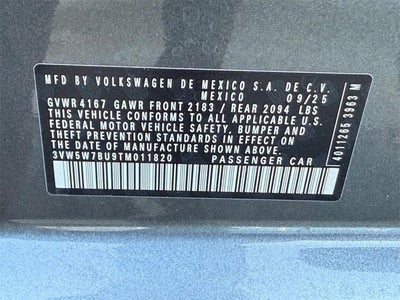 MFD BY VOLKSWAGEN DE MEXICO S.A. DE C.V.
MEXICO 09/25
GVWR 4167 GAWR FRONT 2183 / REAR 2094 LBS
THIS VEHICLE CONFORMS TO ALL APPLICABLE U.S.
FEDERAL MOTOR VEHICLE SAFETY, BUMPER AND
THEFT PREVENTION STANDARDS IN EFFECT ON THE
DATE OF MANUFACTURE SHOWN ABOVE.
3VW5W7BU9TM011820 PASSENGER CAR
4011265 3963 M